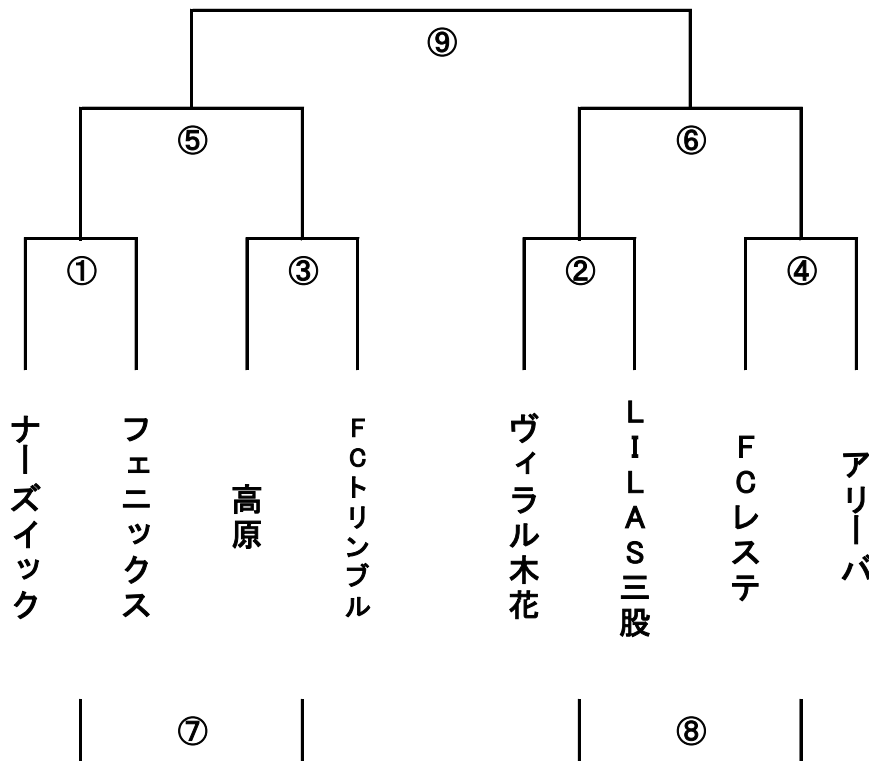 ⑨
⑤
⑥
①
③
②
④
ナーズイック
フェニックス
高原
FCトリンブル
ヴィラル木花
LILAS三股
FCレステ
アリーバ
⑦
⑧